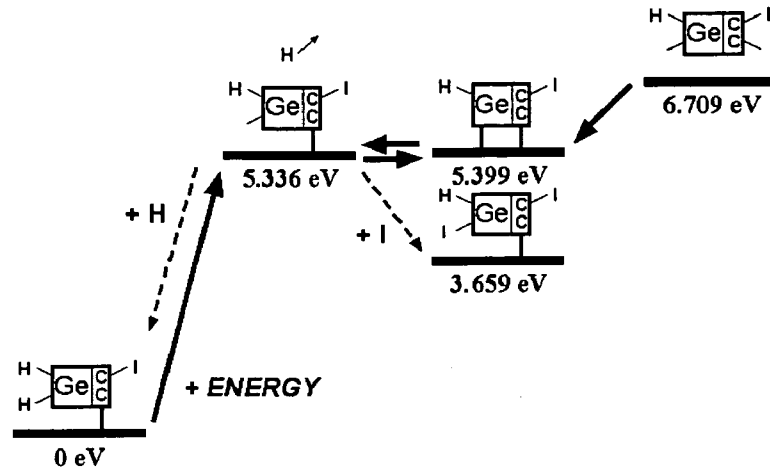 H
H Ge C C I
5.336 eV
H Ge C C I
5.399 eV
H Ge C C I
6.709 eV
H I Ge C C I
3.659 eV
+ H
+ I
H H Ge C C I
+ ENERGY
0 eV